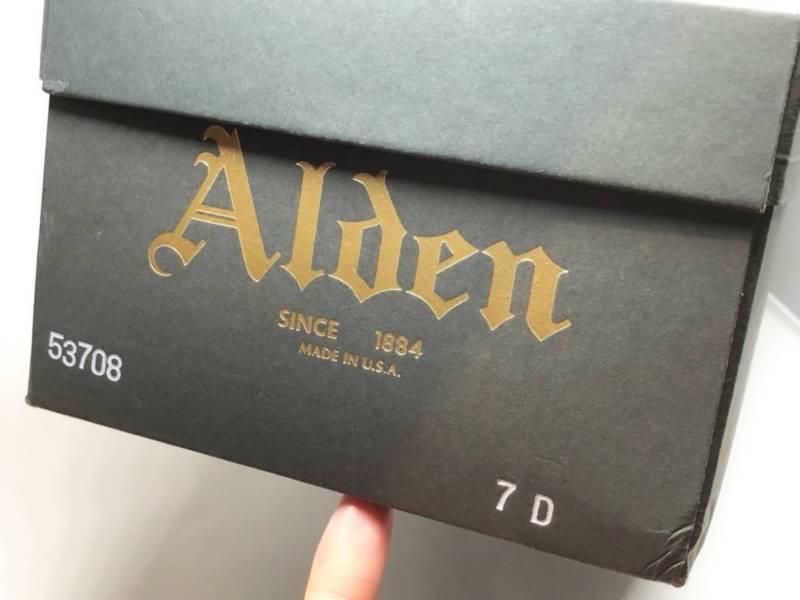 Alden
SINCE 1884
MADE IN U.S.A.
53708
7 D